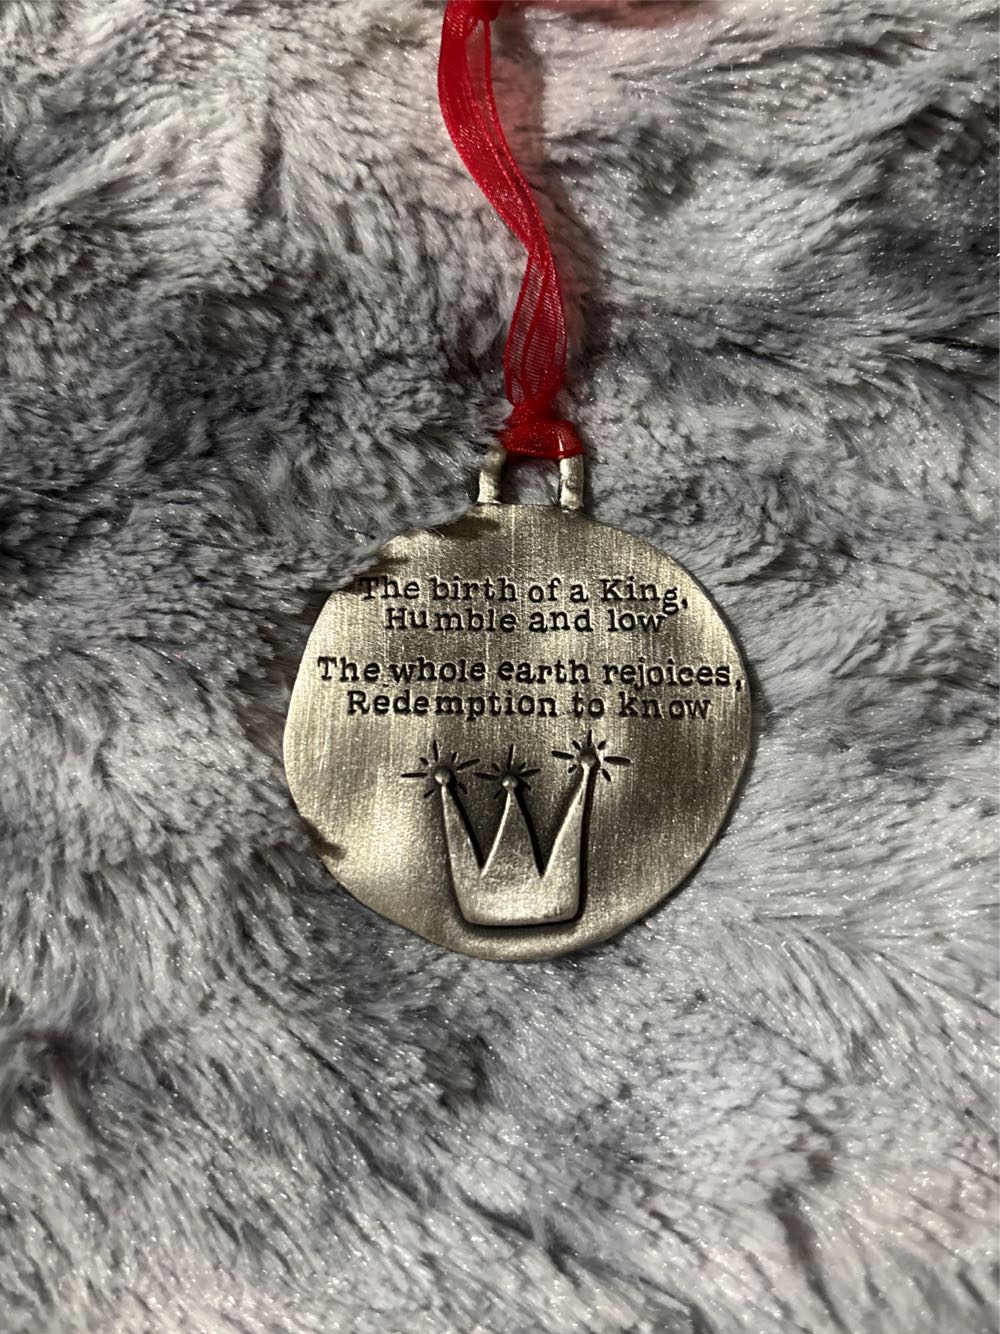 The birth of a King,
Humble and low
The whole earth rejoices,
Redemption to know